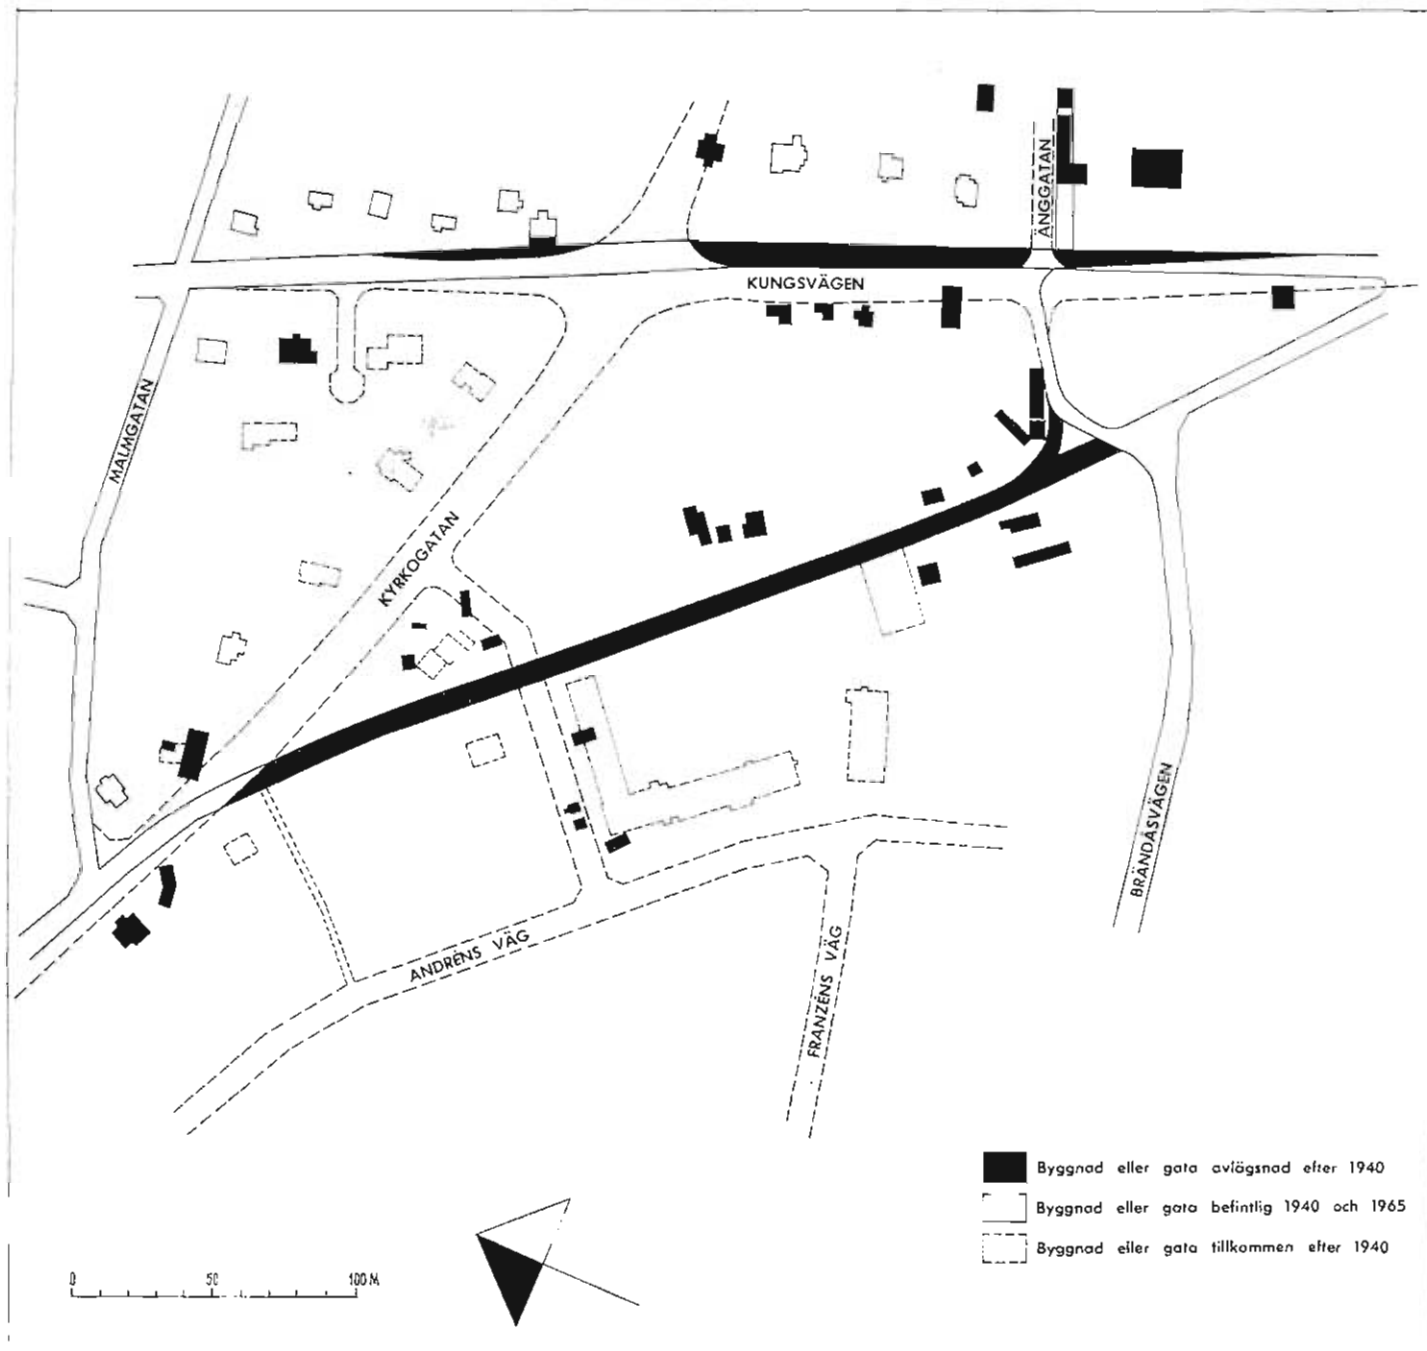 ÄNGGATAN
KUNGSVÄGEN
MALMGATAN
KYRKOGATAN
BRÄNDÅSVÄGEN
ANDRÉNS VÄG
FRANZÉNS VÄG
Byggnad eller gata avlägsnad efter 1940
Byggnad eller gata befintlig 1940 och 1965
Byggnad eller gata tillkommen efter 1940
0 50 100 M